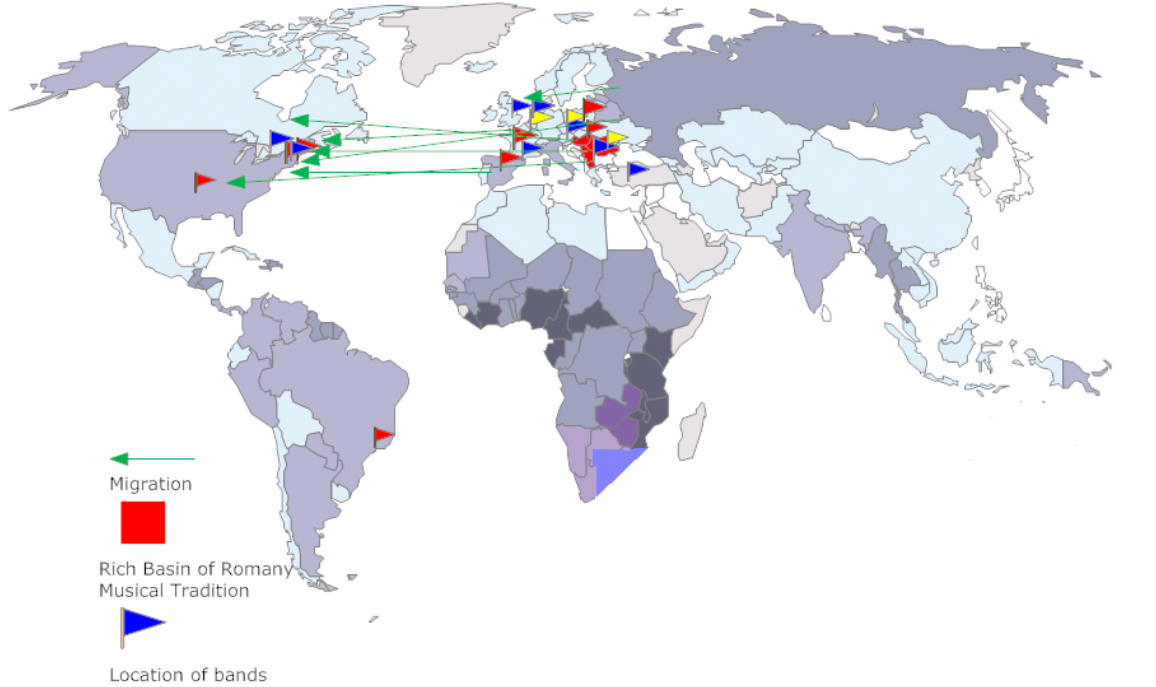 Migration
Rich Basin of Romany
Musical Tradition
Location of bands